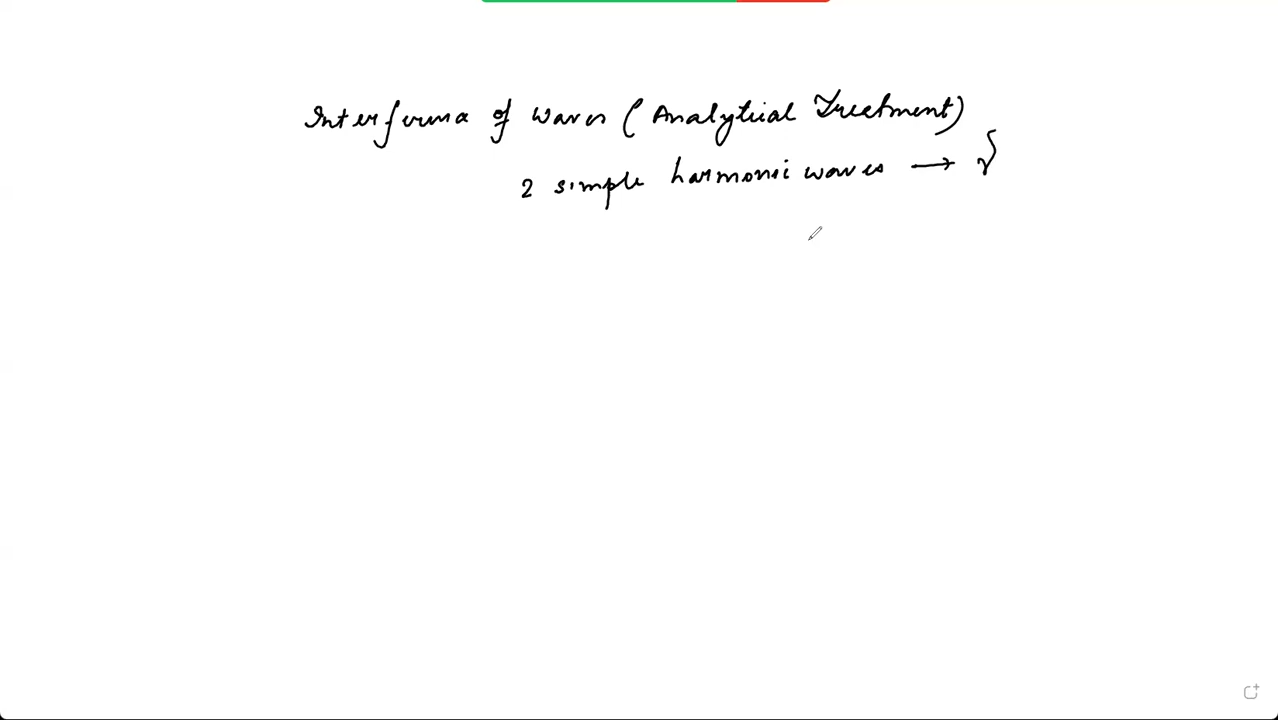 Interference of Waves (Analytical Treatment)
2 simple harmonic waves →